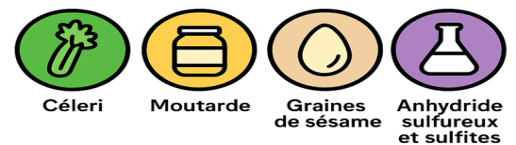 Céleri
Moutarde
Graines
de sésame
Anhydride
sulfureux
et sulfites